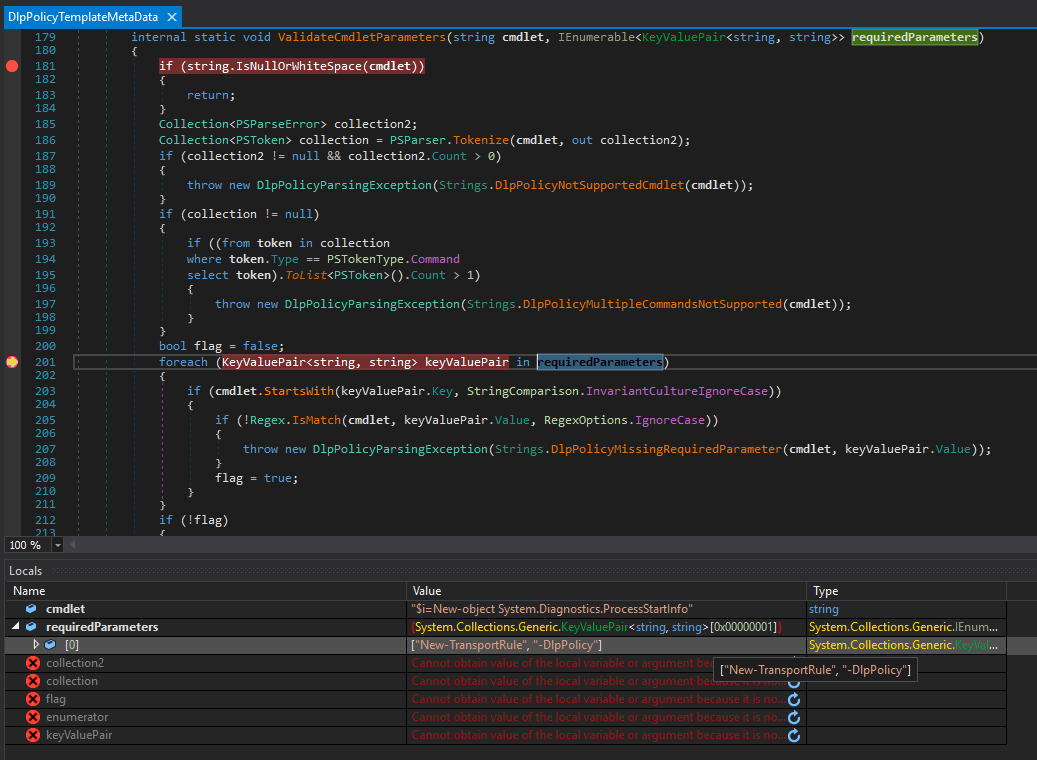 DlpPolicyTemplateMetaData ✕
179 internal static void ValidateCmdletParameters(string cmdlet, IEnumerable<KeyValuePair<string, string>> requiredParameters)
180 {
181 if (string.IsNullOrWhiteSpace(cmdlet))
182 {
183 return;
184 }
185 Collection<PSParseError> collection2;
186 Collection<PSToken> collection = PSParser.Tokenize(cmdlet, out collection2);
187 if (collection2 != null && collection2.Count > 0)
188 {
189 throw new DlpPolicyParsingException(Strings.DlpPolicyNotSupportedCmdlet(cmdlet));
190 }
191 if (collection != null)
192 {
193 if ((from token in collection
194 where token.Type == PSTokenType.Command
195 select token).ToList<PSToken>().Count > 1)
196 {
197 throw new DlpPolicyParsingException(Strings.DlpPolicyMultipleCommandsNotSupported(cmdlet));
198 }
199 }
200 bool flag = false;
201 foreach (KeyValuePair<string, string> keyValuePair in requiredParameters)
202 {
203 if (cmdlet.StartsWith(keyValuePair.Key, StringComparison.InvariantCultureIgnoreCase))
204 {
205 if (!Regex.IsMatch(cmdlet, keyValuePair.Value, RegexOptions.IgnoreCase))
206 {
207 throw new DlpPolicyParsingException(Strings.DlpPolicyMissingRequiredParameter(cmdlet, keyValuePair.Value));
208 }
209 flag = true;
210 }
211 }
212 if (!flag)
213 {
100 %
Locals
Name Value Type
cmdlet "$i=New-object System.Diagnostics.ProcessStartInfo" string
requiredParameters {System.Collections.Generic.KeyValuePair<string, string>[0x00000001]} System.Collections.Generic.IEnum...
[0] ["New-TransportRule", "-DlpPolicy"] System.Collections.Generic.KeyVal...
collection2 Cannot obtain value of the local variable or argument bec
["New-TransportRule", "-DlpPolicy"]
collection Cannot obtain value of the local variable or argument because it is no...
flag Cannot obtain value of the local variable or argument because it is no...
enumerator Cannot obtain value of the local variable or argument because it is no...
keyValuePair Cannot obtain value of the local variable or argument because it is no...